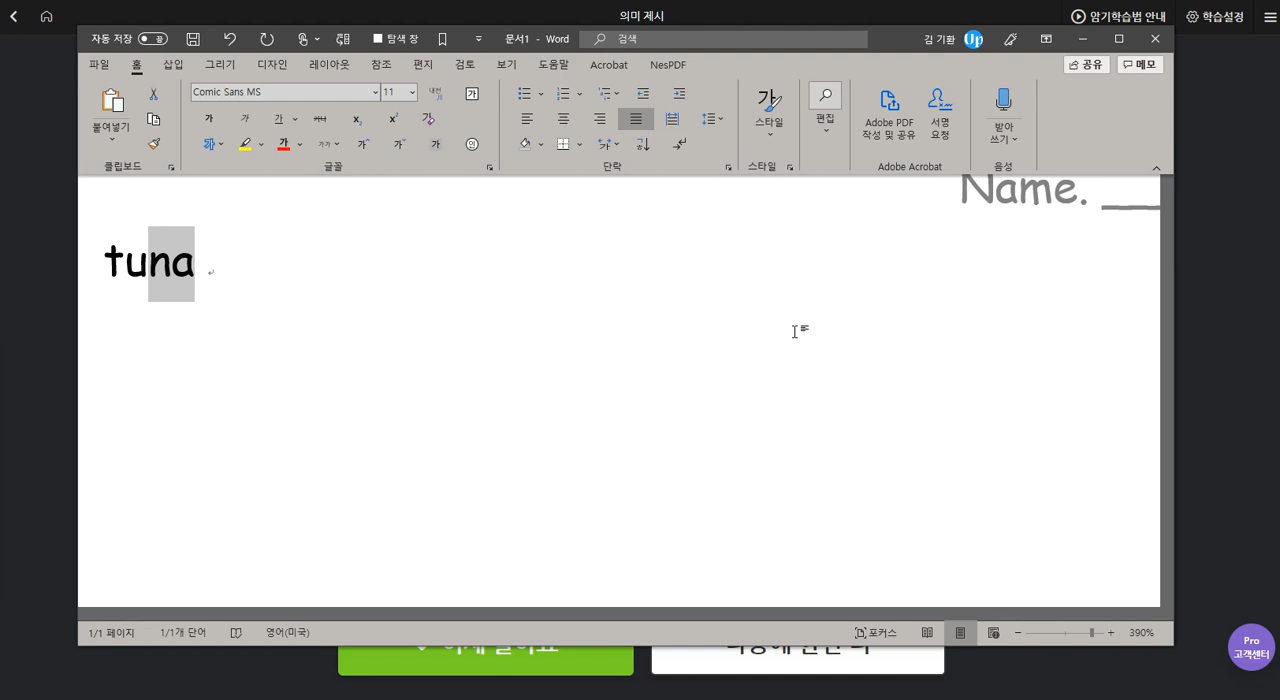 의미 제시
암기학습법 안내
학습설정
자동 저장 끔
탐색 창
문서1 - Word
검색
김 기환
Up
파일 홈 삽입 그리기 디자인 레이아웃 참조 편지 검토 보기 도움말 Acrobat NesPDF
공유 메모
붙여넣기
클립보드
Comic Sans MS 11
가 가 가 가
글꼴
단락
스타일
스타일
편집
Adobe PDF
작성 및 공유
서명
요청
Adobe Acrobat
받아
쓰기
음성
Name. ____
tuna
1/1 페이지 1/1개 단어 영어(미국)
포커스
390%
Pro
고객센터